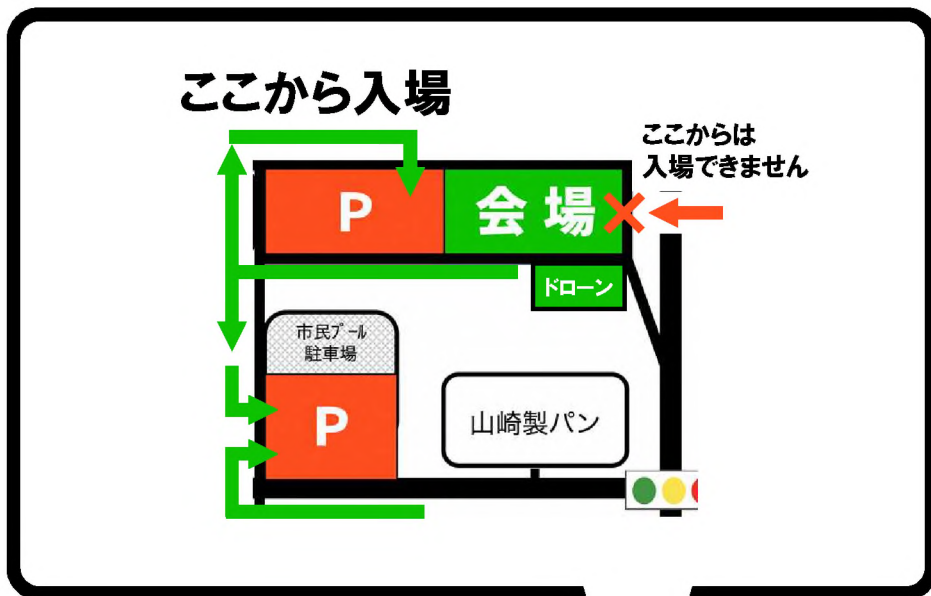 ここから入場
ここからは
入場できません
P
会場
ドローン
市民プール
駐車場
P
山崎製パン